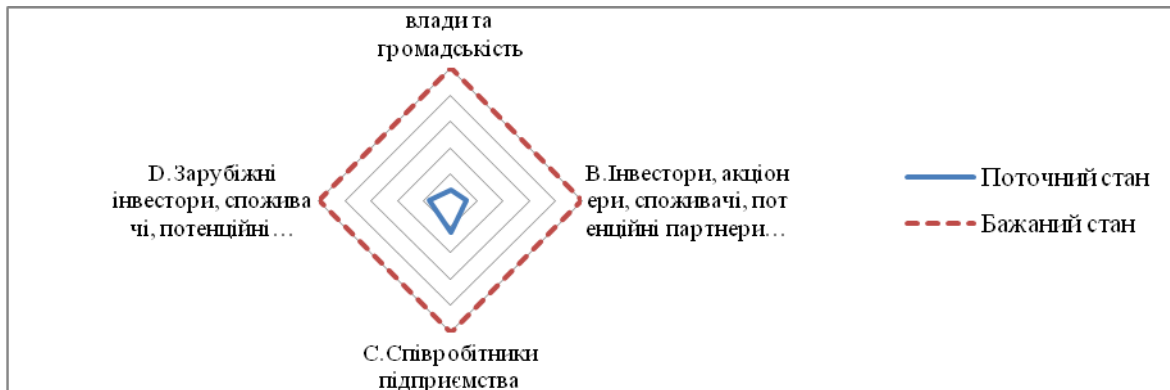 влади та
громадськість
D.Зарубіжні
інвестори, спожива
чі, потенційні…
B.Інвестори, акціон
ери, споживачі, пот
енційні партнери…
Поточний стан
Бажаний стан
C.Співробітники
підприємства